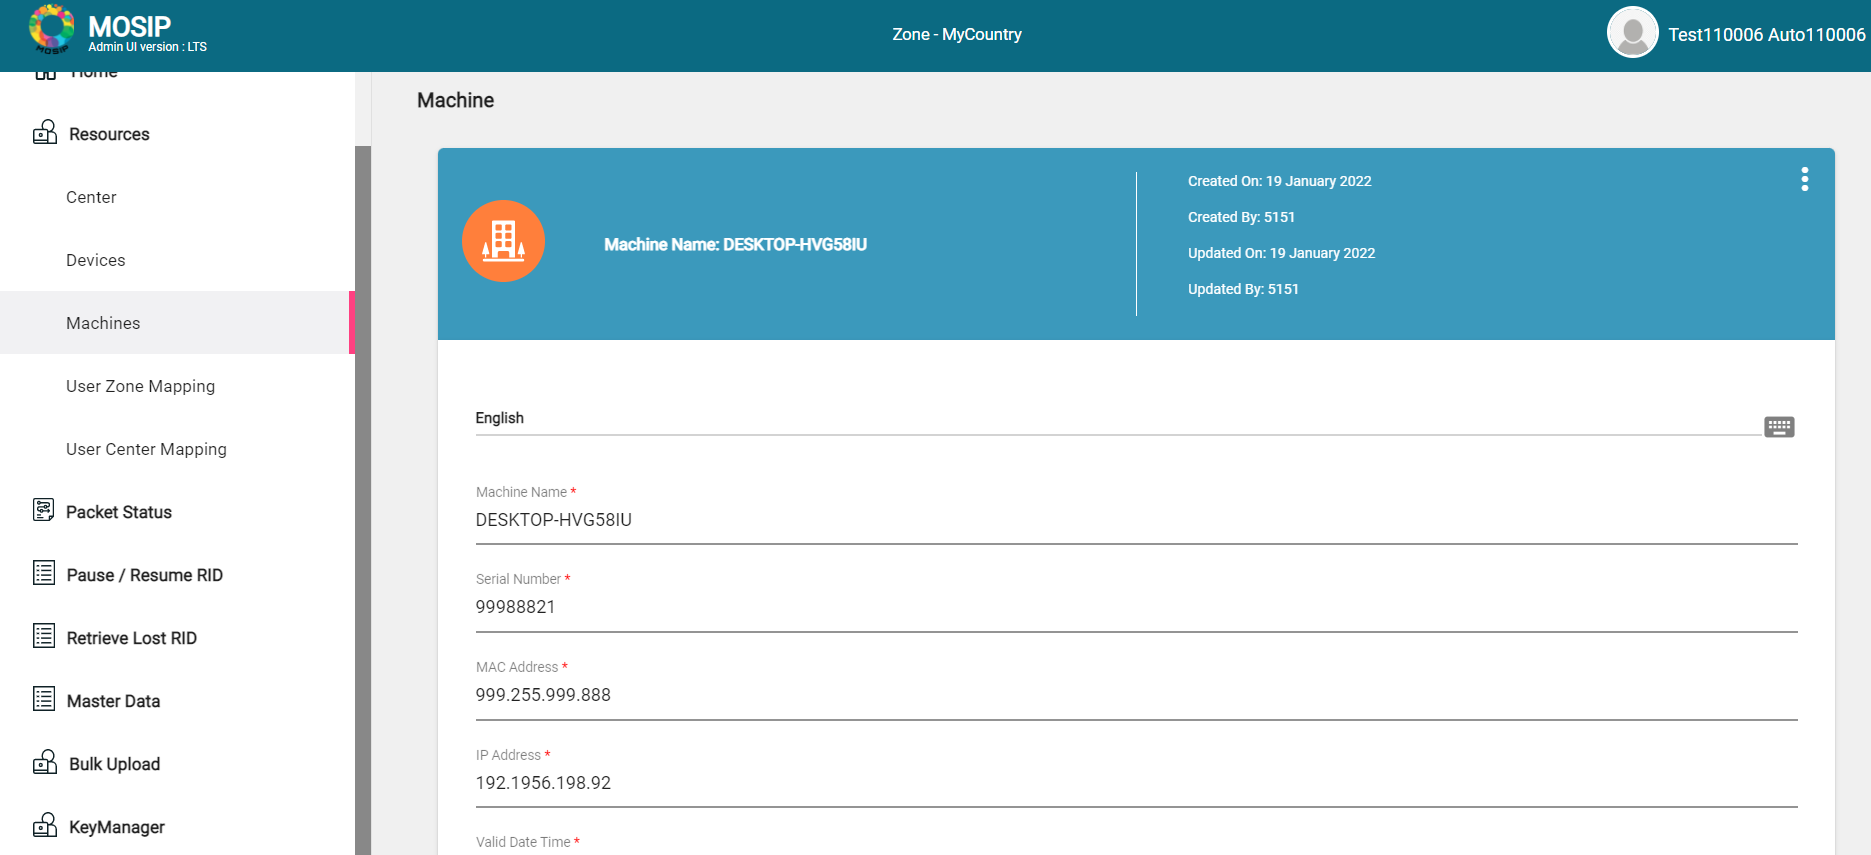 MOSIP
Admin UI version : LTS
MOSIP
Zone - MyCountry
Test110006 Auto110006
Home
Resources
Center
Devices
Machines
User Zone Mapping
User Center Mapping
Packet Status
Pause / Resume RID
Retrieve Lost RID
Master Data
Bulk Upload
KeyManager
Machine
Machine Name: DESKTOP-HVG58IU
Created On: 19 January 2022
Created By: 5151
Updated On: 19 January 2022
Updated By: 5151
English
Machine Name *
DESKTOP-HVG58IU
Serial Number *
99988821
MAC Address *
999.255.999.888
IP Address *
192.1956.198.92
Valid Date Time *